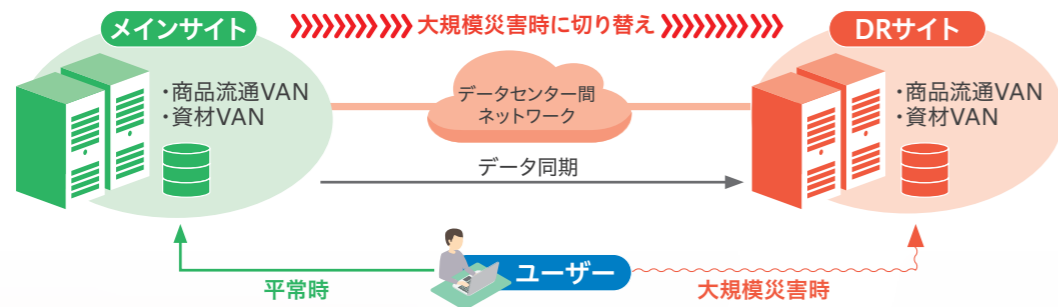 メインサイト
大規模災害時に切り替え
DRサイト
・商品流通VAN
・資材VAN
データセンター間
ネットワーク
・商品流通VAN
・資材VAN
データ同期
ユーザー
平常時
大規模災害時